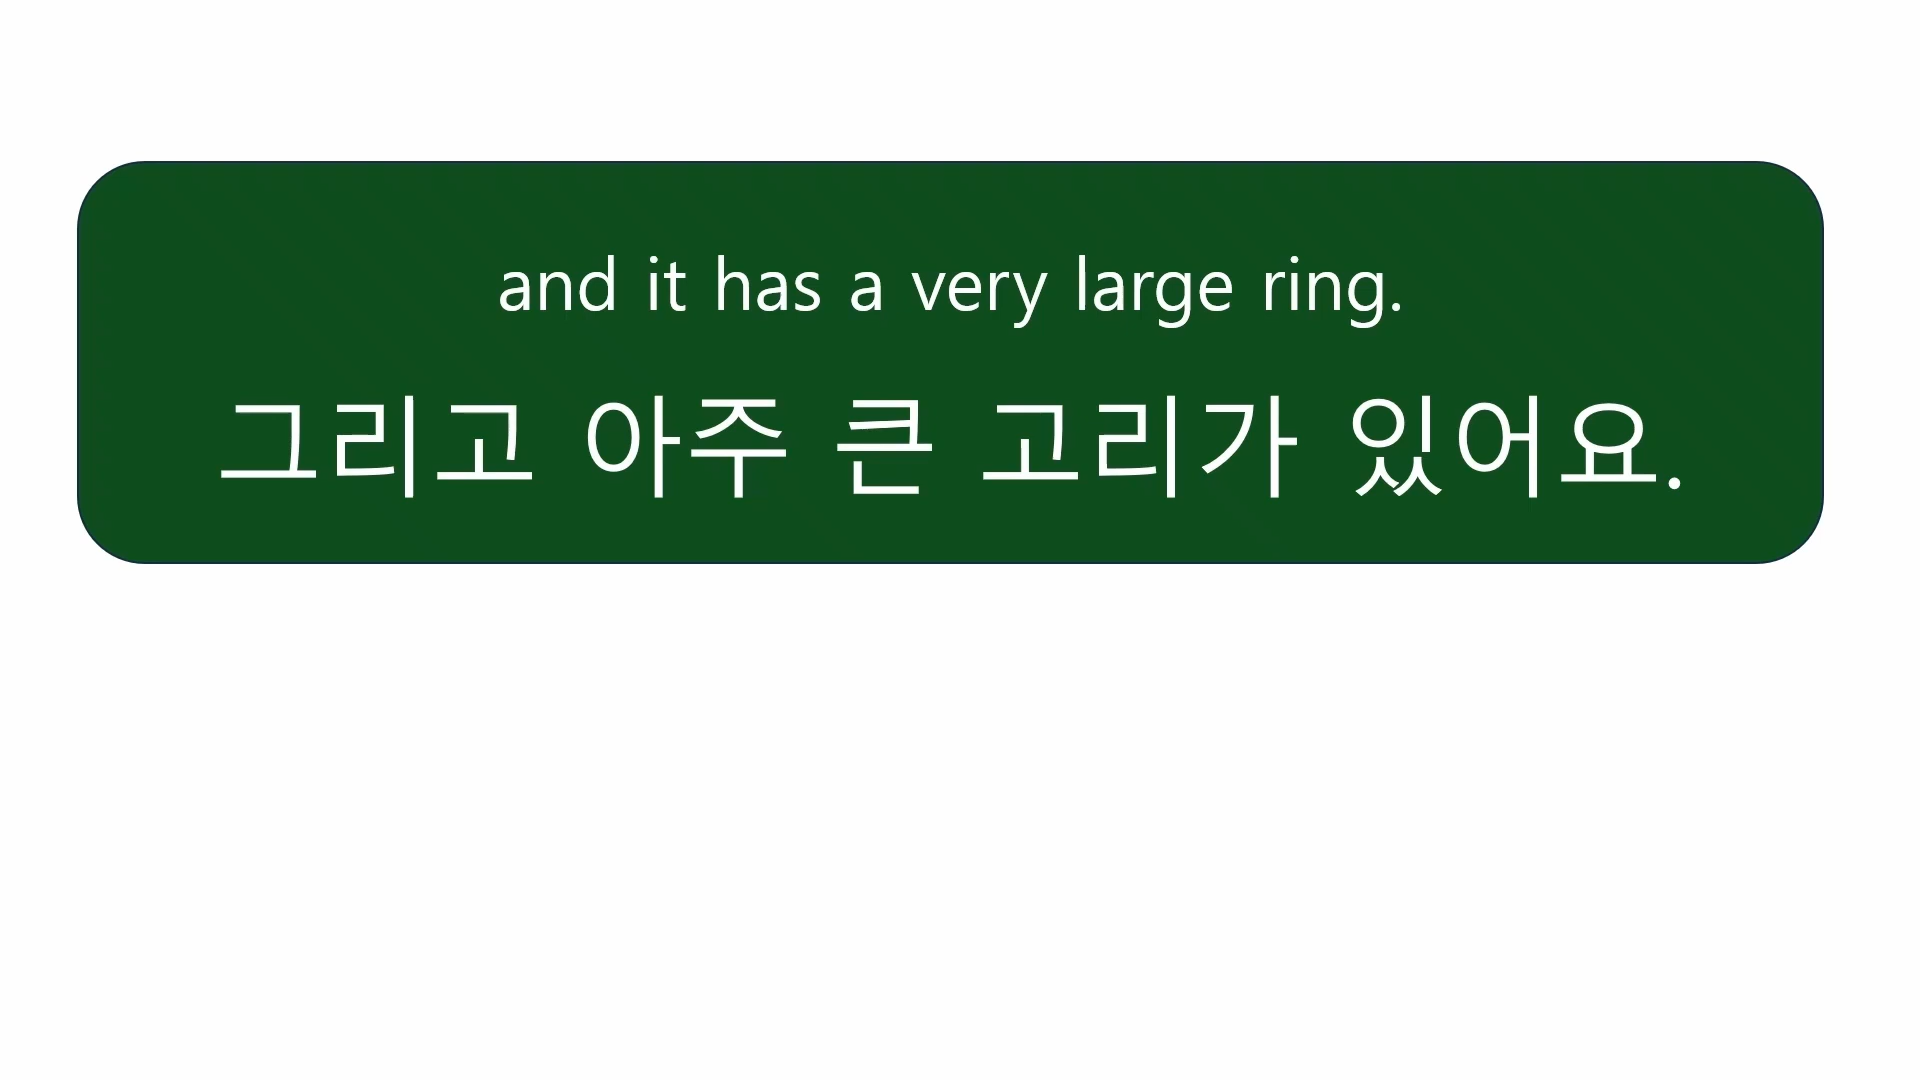 and it has a very large ring.
그리고 아주 큰 고리가 있어요.